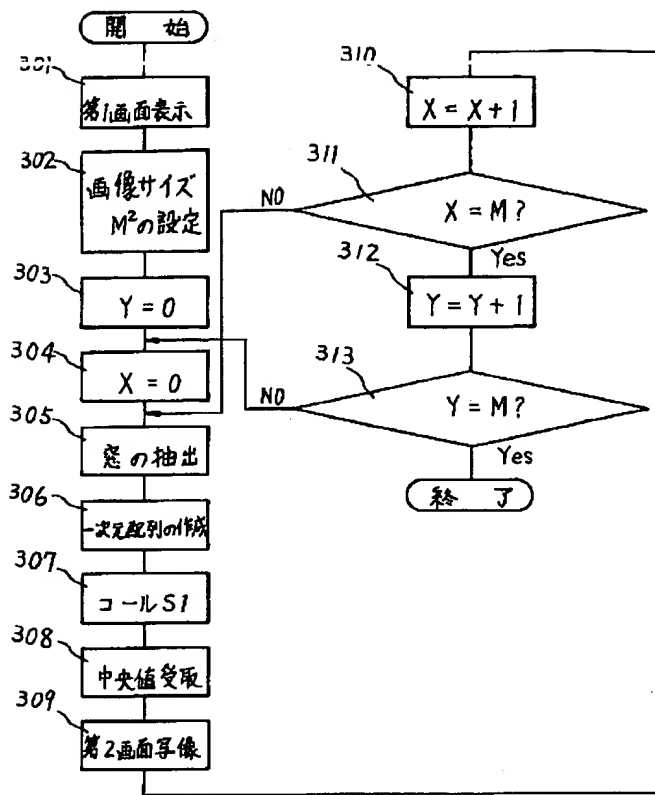 開 始
301
第1画面表示
302
画像サイズ
M²の設定
303
Y = 0
304
X = 0
305
窓の抽出
306
一次元配列の作成
307
コールS1
308
中央値受取
309
第2画面写像
310
X = X + 1
311
NO
X = M ?
Yes
312
Y = Y + 1
313
NO
Y = M ?
Yes
終 了